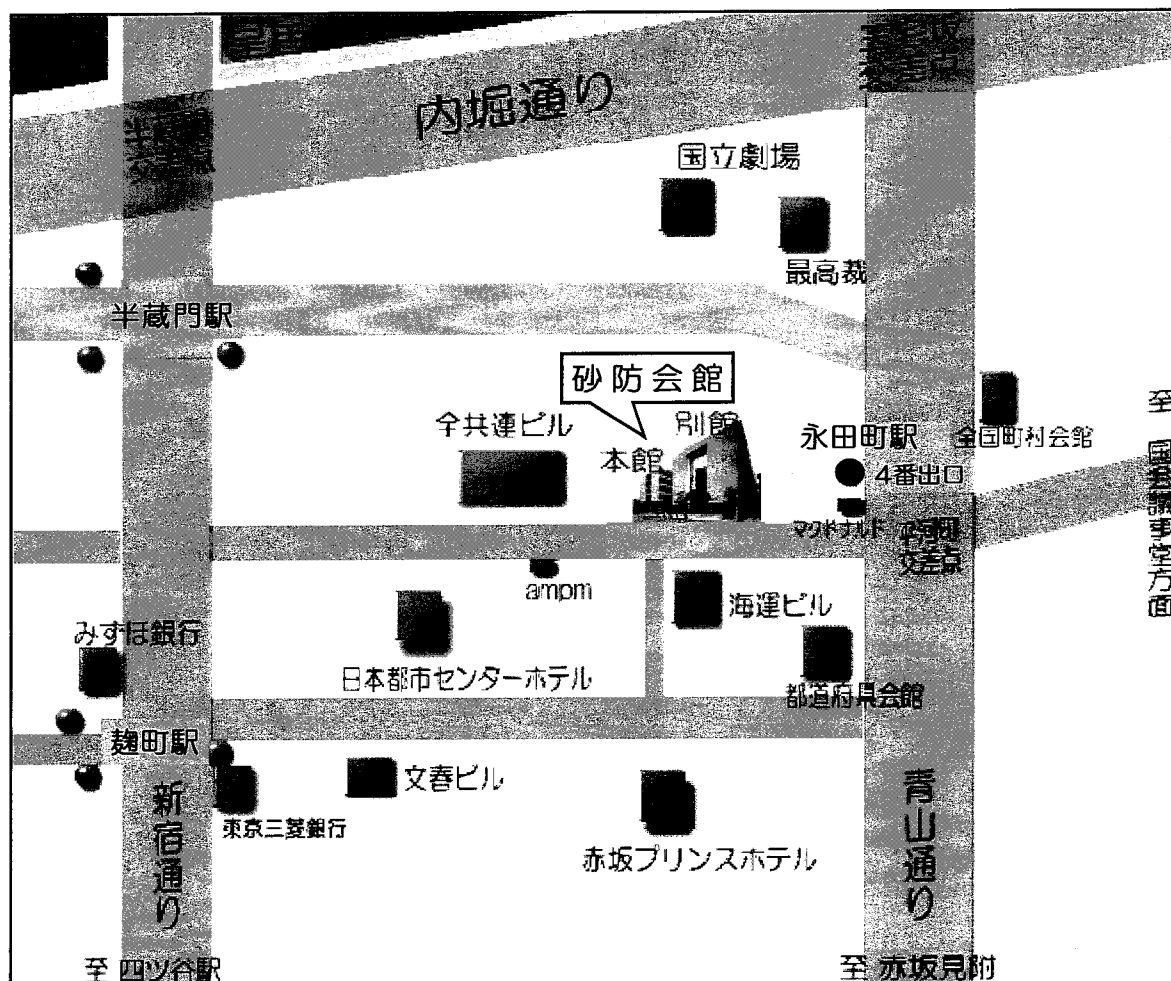 内堀通り
国立劇場
最高裁
半蔵門駅
砂防会館
全共連ビル
別館
本館
永田町駅
4番出口
全国町村会館
マクドナルド
平河町
交差点
至 国会議事堂方面
ampm
海運ビル
みずほ銀行
日本都市センターホテル
都道府県会館
麹町駅
文春ビル
東京三菱銀行
赤坂プリンスホテル
新宿通り
青山通り
至 四ツ谷駅
至 赤坂見附